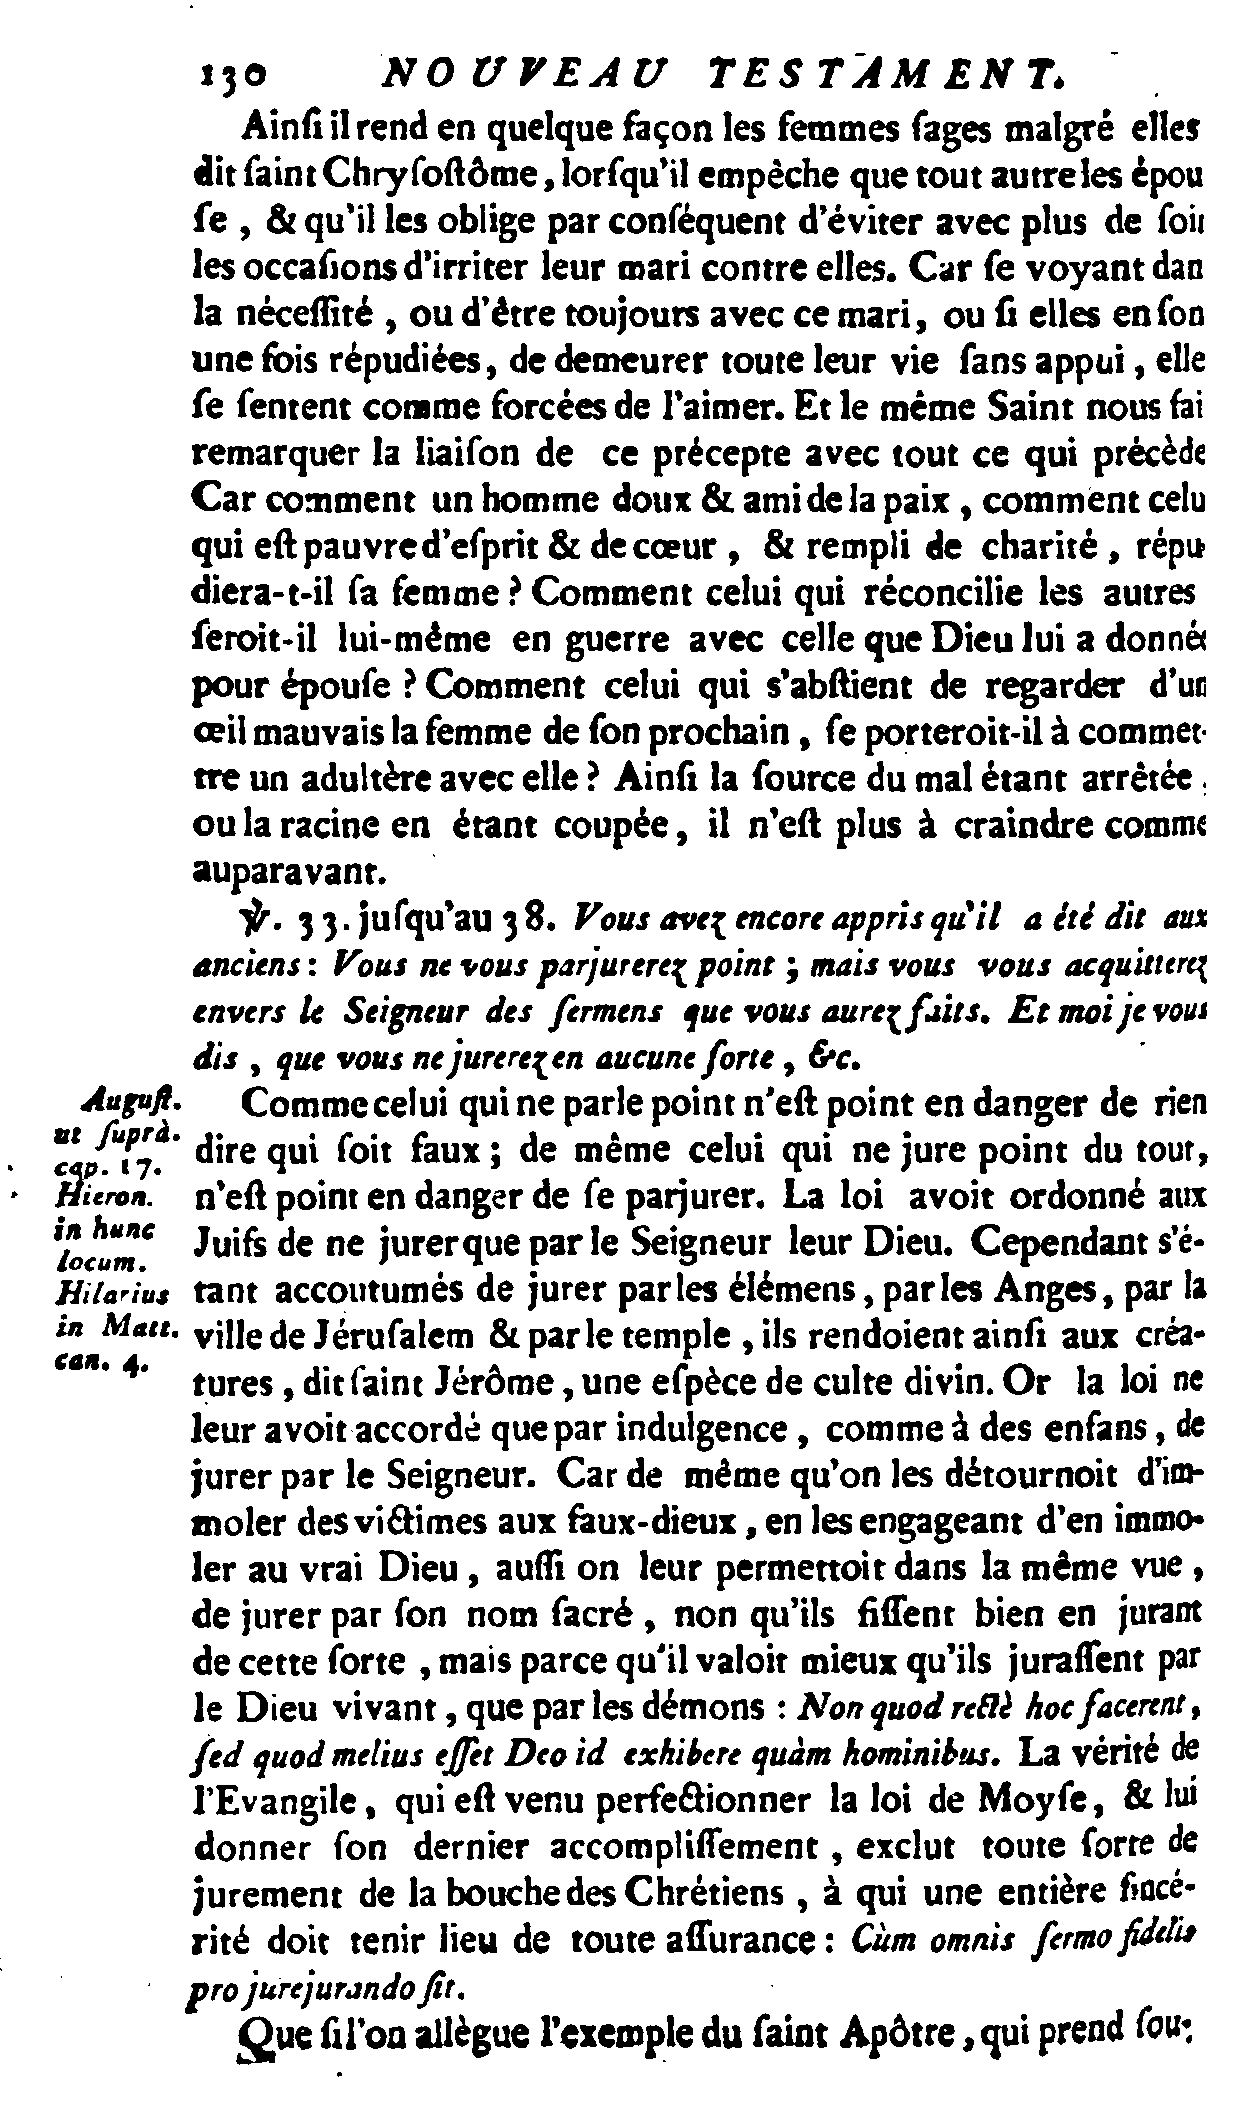 130 NOUVEAU TESTAMENT.
Ainſi il rend en quelque façon les femmes ſages malgré elles
dit ſaint Chryſoſtôme, lorſqu'il empèche que tout autre les épou
ſe, & qu'il les oblige par conſéquent d'éviter avec plus de ſoin
les occaſions d'irriter leur mari contre elles. Car ſe voyant dan
la néceſſité, ou d'être toujours avec ce mari, ou ſi elles en ſon
une fois répudiées, de demeurer toute leur vie ſans appui, elle
ſe ſentent comme forcées de l'aimer. Et le même Saint nous fai
remarquer la liaiſon de ce précepte avec tout ce qui précède
Car comment un homme doux & ami de la paix, comment celu
qui eſt pauvre d'eſprit & de cœur, & rempli de charité, répu
diera-t-il ſa femme ? Comment celui qui réconcilie les autres
ſeroit-il lui-même en guerre avec celle que Dieu lui a donnée
pour épouſe ? Comment celui qui s'abſtient de regarder d'un
œil mauvais la femme de ſon prochain, ſe porteroit-il à commet-
tre un adultère avec elle ? Ainſi la ſource du mal étant arrêtée,
ou la racine en étant coupée, il n'eſt plus à craindre comme
auparavant.
℣. 33. juſqu'au 38. Vous avez encore appris qu'il a été dit aux
anciens : Vous ne vous parjurerez point ; mais vous vous acquitterez
envers le Seigneur des ſermens que vous aurez faits. Et moi je vous
dis, que vous ne jurerez en aucune ſorte, &c.
Auguſt.
ut ſuprà.
cap. 17.
Hieron.
in hunc
locum.
Hilarius
in Matt.
can. 4.
Comme celui qui ne parle point n'eſt point en danger de rien
dire qui ſoit faux ; de même celui qui ne jure point du tout,
n'eſt point en danger de ſe parjurer. La loi avoit ordonné aux
Juifs de ne jurer que par le Seigneur leur Dieu. Cependant s'é-
tant accoutumés de jurer par les élémens, par les Anges, par la
ville de Jéruſalem & par le temple, ils rendoient ainſi aux créa-
tures, dit ſaint Jérôme, une eſpèce de culte divin. Or la loi ne
leur avoit accordé que par indulgence, comme à des enfans, de
jurer par le Seigneur. Car de même qu'on les détournoit d'im-
moler des victimes aux faux-dieux, en les engageant d'en immo-
ler au vrai Dieu, auſſi on leur permettoit dans la même vue,
de jurer par ſon nom ſacré, non qu'ils fiſſent bien en jurant
de cette ſorte, mais parce qu'il valoit mieux qu'ils juraſſent par
le Dieu vivant, que par les démons : Non quod rectè hoc facerent,
ſed quod melius eſſet Deo id exhibere quàm hominibus. La vérité de
l'Evangile, qui eſt venu perfectionner la loi de Moyſe, & lui
donner ſon dernier accompliſſement, exclut toute ſorte de
jurement de la bouche des Chrétiens, à qui une entière ſincé-
rité doit tenir lieu de toute aſſurance : Cùm omnis ſermo fidelis
pro jurejurando ſit.
Que ſi l'on allègue l'exemple du ſaint Apôtre, qui prend ſou-